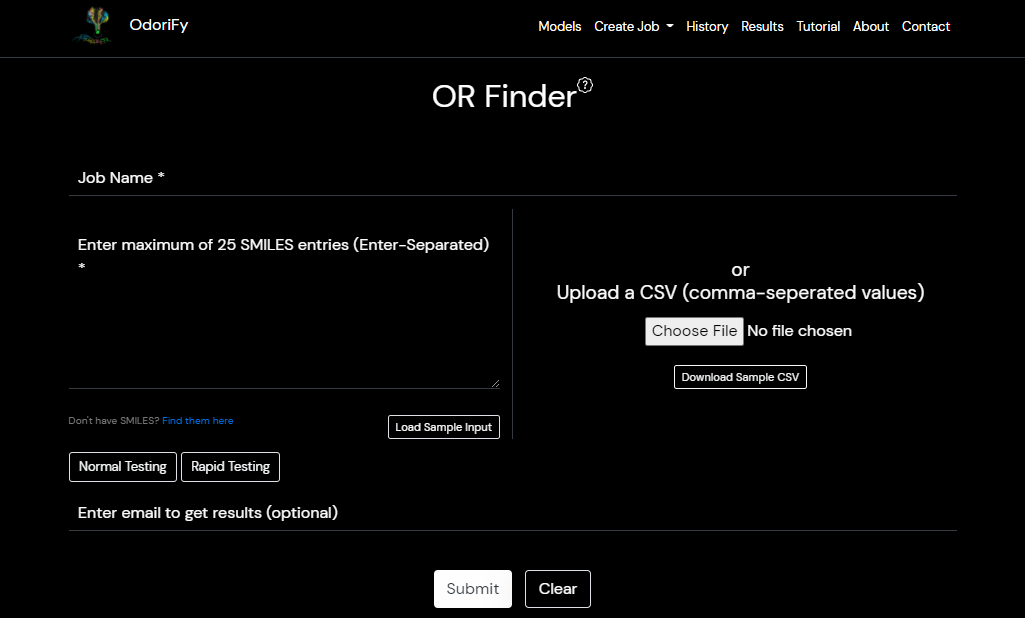 OdoriFy
Models Create Job History Results Tutorial About Contact
OR Finder ?
Job Name *
Enter maximum of 25 SMILES entries (Enter-Separated)
*
or
Upload a CSV (comma-seperated values)
Choose File No file chosen
Download Sample CSV
Don't have SMILES? Find them here
Load Sample Input
Normal Testing Rapid Testing
Enter email to get results (optional)
Submit Clear